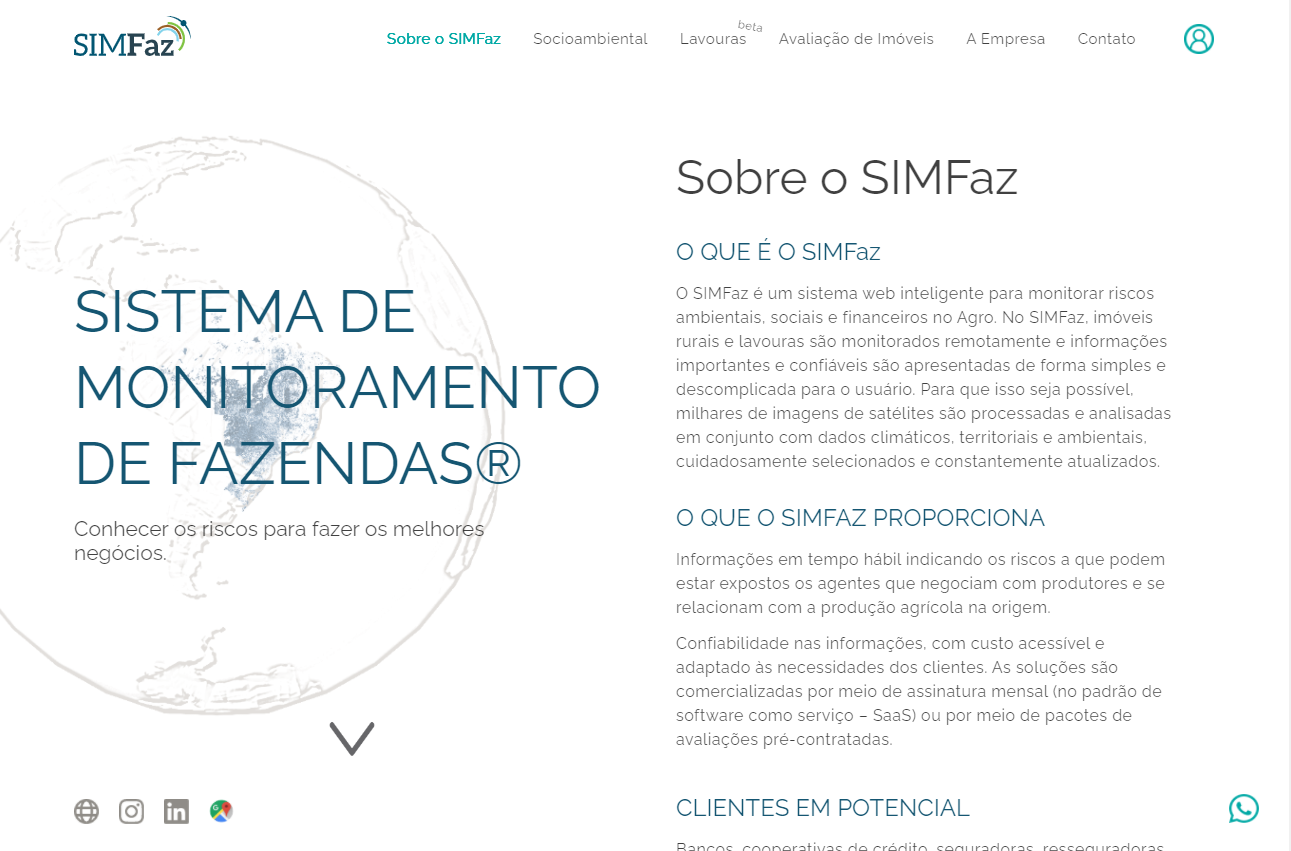 SIMFaz
Sobre o SIMFaz
Socioambiental
Lavouras
beta
Avaliação de Imóveis
A Empresa
Contato
SISTEMA DE
MONITORAMENTO
DE FAZENDAS®
Conhecer os riscos para fazer os melhores
negócios.
Sobre o SIMFaz
O QUE É O SIMFaz
O SIMFaz é um sistema web inteligente para monitorar riscos
ambientais, sociais e financeiros no Agro. No SIMFaz, imóveis
rurais e lavouras são monitorados remotamente e informações
importantes e confiáveis são apresentadas de forma simples e
descomplicada para o usuário. Para que isso seja possível,
milhares de imagens de satélites são processadas e analisadas
em conjunto com dados climáticos, territoriais e ambientais,
cuidadosamente selecionados e constantemente atualizados.
O QUE O SIMFAZ PROPORCIONA
Informações em tempo hábil indicando os riscos a que podem
estar expostos os agentes que negociam com produtores e se
relacionam com a produção agrícola na origem.
Confiabilidade nas informações, com custo acessível e
adaptado às necessidades dos clientes. As soluções são
comercializadas por meio de assinatura mensal (no padrão de
software como serviço – SaaS) ou por meio de pacotes de
avaliações pré-contratadas.
CLIENTES EM POTENCIAL
Bancos, cooperativas de crédito, seguradoras, resseguradoras,